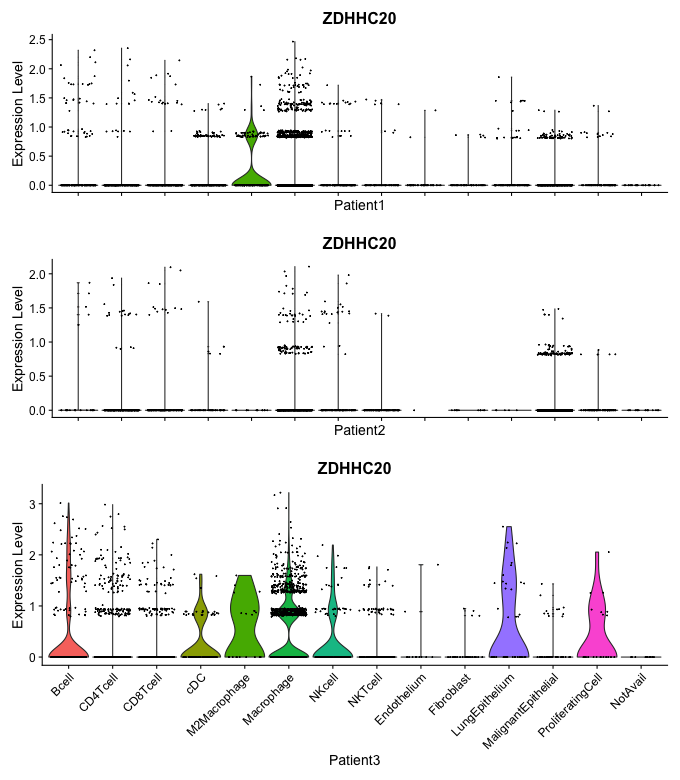 ZDHHC20
Expression Level
2.5
2.0
1.5
1.0
0.5
0.0
Patient1
ZDHHC20
Expression Level
2.0
1.5
1.0
0.5
0.0
Patient2
ZDHHC20
Expression Level
3
2
1
0
Bcell
CD4Tcell
CD8Tcell
cDC
M2Macrophage
Macrophage
NKcell
NKTcell
Endothelium
Fibroblast
LungEpithelium
MalignantEpithelial
ProliferatingCell
NotAvail
Patient3